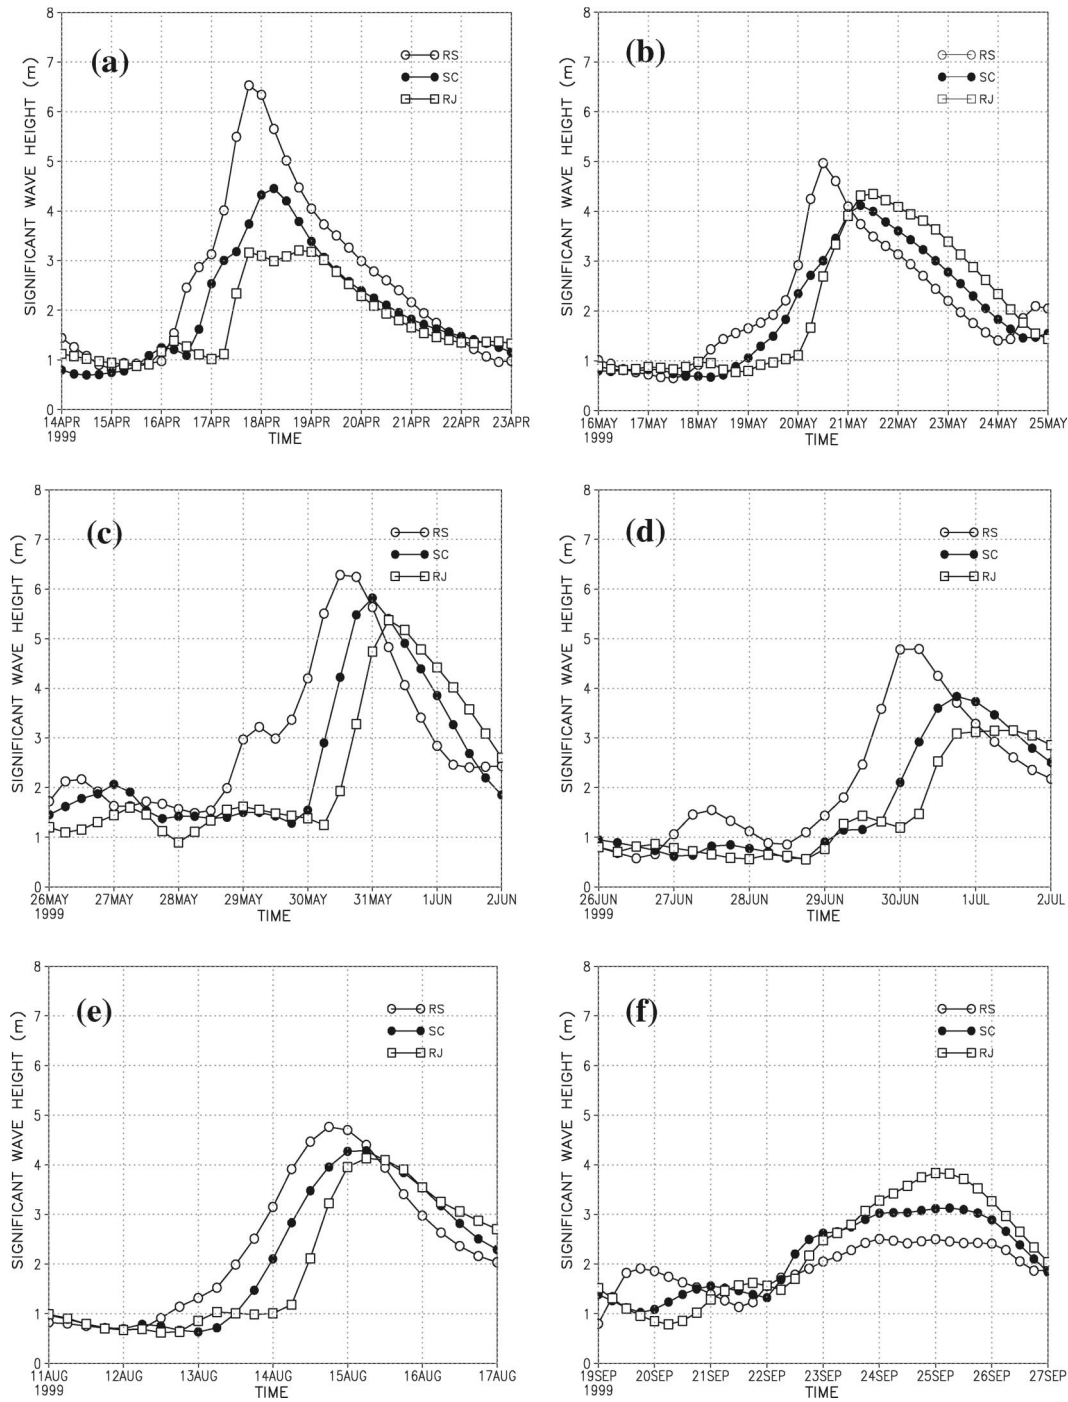 8
7
6
5
4
3
2
1
0
SIGNIFICANT WAVE HEIGHT (m)
(a)
RS
SC
RJ
14APR 15APR 16APR 17APR 18APR 19APR 20APR 21APR 22APR 23APR
1999
TIME
8
7
6
5
4
3
2
1
0
SIGNIFICANT WAVE HEIGHT (m)
(b)
RS
SC
RJ
16MAY 17MAY 18MAY 19MAY 20MAY 21MAY 22MAY 23MAY 24MAY 25MAY
1999
TIME
8
7
6
5
4
3
2
1
0
SIGNIFICANT WAVE HEIGHT (m)
(c)
RS
SC
RJ
26MAY 27MAY 28MAY 29MAY 30MAY 31MAY 1JUN 2JUN
1999
TIME
8
7
6
5
4
3
2
1
0
SIGNIFICANT WAVE HEIGHT (m)
(d)
RS
SC
RJ
26JUN 27JUN 28JUN 29JUN 30JUN 1JUL 2JUL
1999
TIME
8
7
6
5
4
3
2
1
0
SIGNIFICANT WAVE HEIGHT (m)
(e)
RS
SC
RJ
11AUG 12AUG 13AUG 14AUG 15AUG 16AUG 17AUG
1999
TIME
8
7
6
5
4
3
2
1
0
SIGNIFICANT WAVE HEIGHT (m)
(f)
RS
SC
RJ
19SEP 20SEP 21SEP 22SEP 23SEP 24SEP 25SEP 26SEP 27SEP
1999
TIME